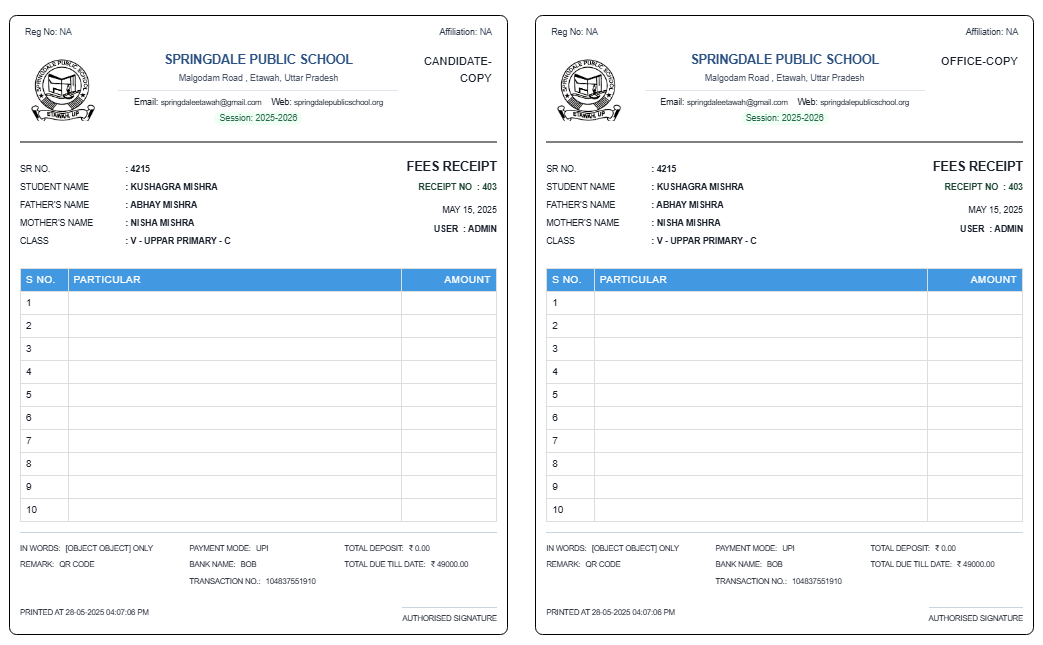 Reg No: NA
Affiliation: NA
SPRINGDALE PUBLIC SCHOOL
ETAWAH, UP
SPRINGDALE PUBLIC SCHOOL
Malgodam Road , Etawah, Uttar Pradesh
Email: springdaleetawah@gmail.com Web: springdalepublicschool.org
Session: 2025-2026
CANDIDATE-
COPY
SR NO. : 4215
STUDENT NAME : KUSHAGRA MISHRA
FATHER'S NAME : ABHAY MISHRA
MOTHER'S NAME : NISHA MISHRA
CLASS : V - UPPAR PRIMARY - C
FEES RECEIPT
RECEIPT NO : 403
MAY 15, 2025
USER : ADMIN
S NO. PARTICULAR AMOUNT
1
2
3
4
5
6
7
8
9
10
IN WORDS: [OBJECT OBJECT] ONLY
REMARK: QR CODE
PAYMENT MODE: UPI
BANK NAME: BOB
TRANSACTION NO.: 104837551910
TOTAL DEPOSIT: ₹ 0.00
TOTAL DUE TILL DATE: ₹ 49000.00
PRINTED AT 28-05-2025 04:07:06 PM
AUTHORISED SIGNATURE
Reg No: NA
Affiliation: NA
SPRINGDALE PUBLIC SCHOOL
ETAWAH, UP
SPRINGDALE PUBLIC SCHOOL
Malgodam Road , Etawah, Uttar Pradesh
Email: springdaleetawah@gmail.com Web: springdalepublicschool.org
Session: 2025-2026
OFFICE-COPY
SR NO. : 4215
STUDENT NAME : KUSHAGRA MISHRA
FATHER'S NAME : ABHAY MISHRA
MOTHER'S NAME : NISHA MISHRA
CLASS : V - UPPAR PRIMARY - C
FEES RECEIPT
RECEIPT NO : 403
MAY 15, 2025
USER : ADMIN
S NO. PARTICULAR AMOUNT
1
2
3
4
5
6
7
8
9
10
IN WORDS: [OBJECT OBJECT] ONLY
REMARK: QR CODE
PAYMENT MODE: UPI
BANK NAME: BOB
TRANSACTION NO.: 104837551910
TOTAL DEPOSIT: ₹ 0.00
TOTAL DUE TILL DATE: ₹ 49000.00
PRINTED AT 28-05-2025 04:07:06 PM
AUTHORISED SIGNATURE